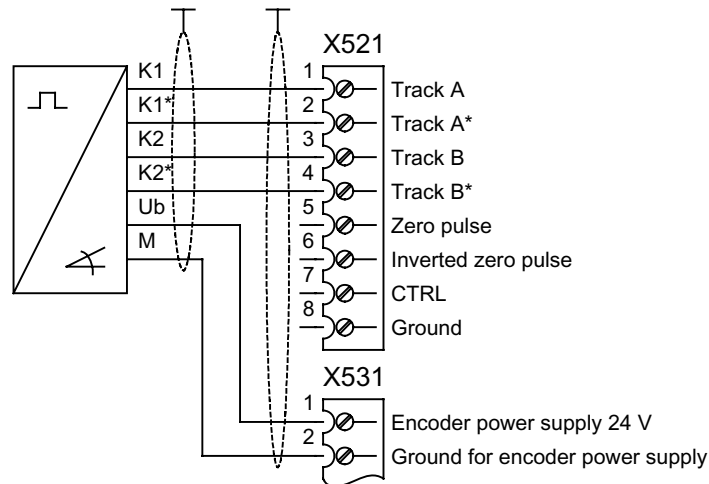 X521
K1
1
Track A
K1*
2
Track A*
K2
3
Track B
K2*
4
Track B*
Ub
5
Zero pulse
M
6
Inverted zero pulse
7
CTRL
8
Ground
X531
1
Encoder power supply 24 V
2
Ground for encoder power supply